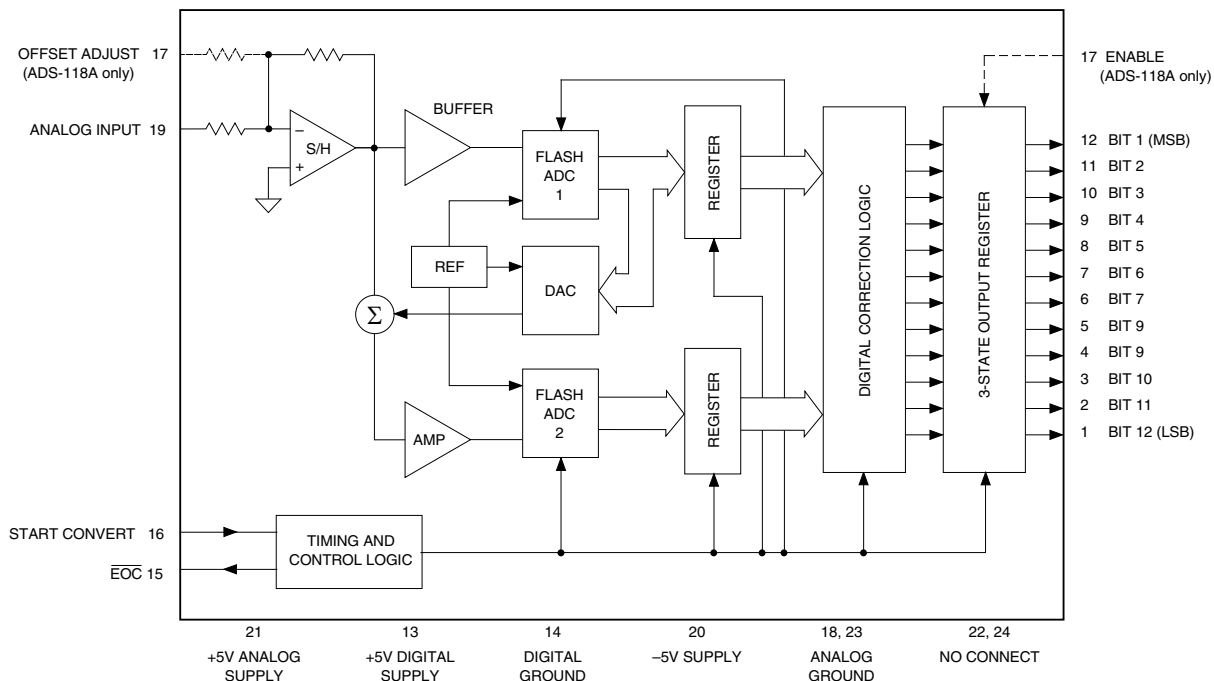 OFFSET ADJUST 17
(ADS-118A only)
ANALOG INPUT 19
−
S/H
+
BUFFER
FLASH
ADC
1
REGISTER
REF
DAC
Σ
AMP
FLASH
ADC
2
REGISTER
DIGITAL CORRECTION LOGIC
3-STATE OUTPUT REGISTER
17 ENABLE
(ADS-118A only)
12 BIT 1 (MSB)
11 BIT 2
10 BIT 3
9 BIT 4
8 BIT 5
7 BIT 6
6 BIT 7
5 BIT 9
4 BIT 9
3 BIT 10
2 BIT 11
1 BIT 12 (LSB)
START CONVERT 16
EOC 15
TIMING AND
CONTROL LOGIC
21
+5V ANALOG
SUPPLY
13
+5V DIGITAL
SUPPLY
14
DIGITAL
GROUND
20
–5V SUPPLY
18, 23
ANALOG
GROUND
22, 24
NO CONNECT